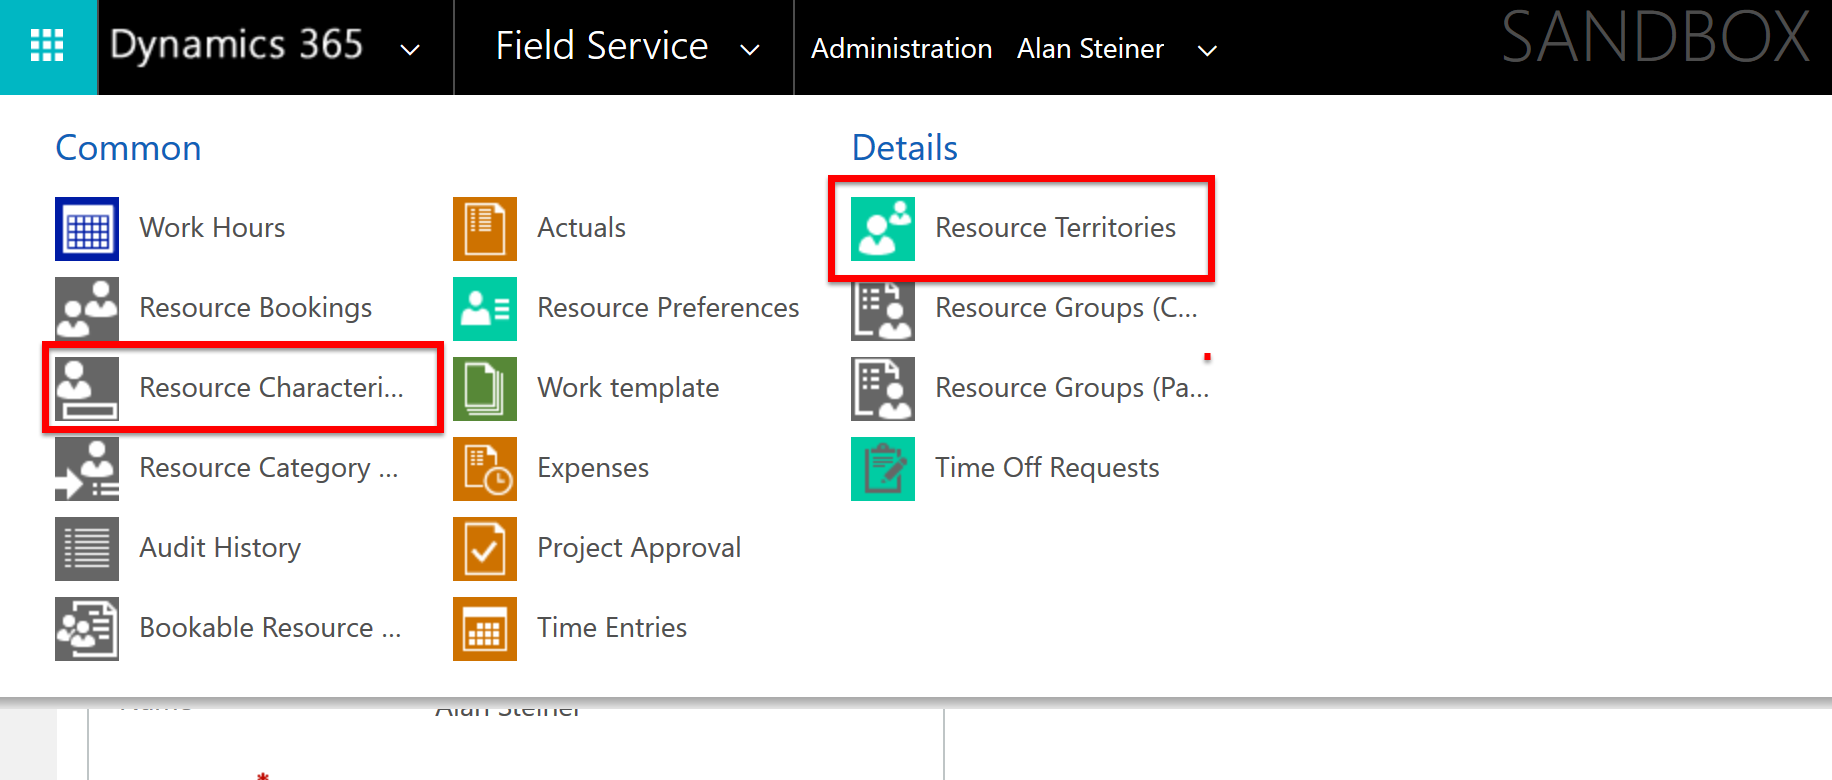 Dynamics 365
Field Service
Administration
Alan Steiner
SANDBOX
Common
Details
Work Hours
Resource Bookings
Resource Characteri...
Resource Category ...
Audit History
Bookable Resource ...
Actuals
Resource Preferences
Work template
Expenses
Project Approval
Time Entries
Resource Territories
Resource Groups (C...
Resource Groups (Pa...
Time Off Requests
Alan Steiner
*